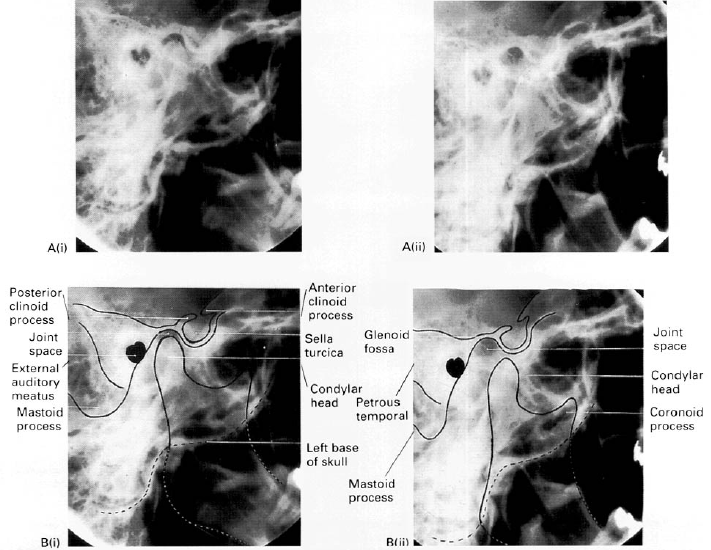 A(i)
A(ii)
Posterior
clinoid
process
Joint
space
External
auditory
meatus
Mastoid
process
Anterior
clinoid
process
Sella
turcica
Condylar
head
Left base
of skull
B(i)
Glenoid
fossa
Petrous
temporal
Mastoid
process
Joint
space
Condylar
head
Coronoid
process
B(ii)